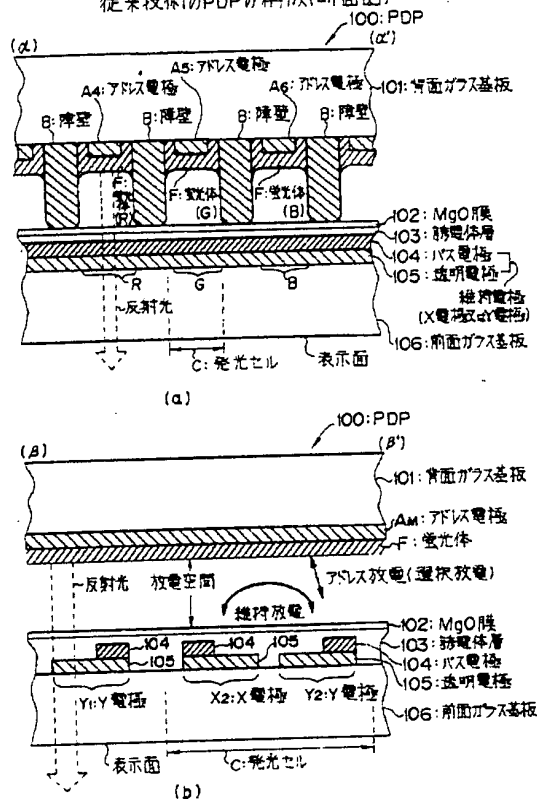 従来技術のPDPの構成(断面図)
100:PDP
(α) (α')
A5:アドレス電極
A4:アドレス電極 A6:アドレス電極
101:背面ガラス基板
B:障壁 B:障壁 B:障壁 B:障壁
F:蛍光体(R) F:蛍光体(G) F:蛍光体(B)
102:MgO膜
103:誘電体層
104:バス電極
105:透明電極
維持電極
(X電極又はY電極)
R G B
反射光
106:前面ガラス基板
C:発光セル 表示面
(a)
100:PDP
(β) (β')
101:背面ガラス基板
AM:アドレス電極
F:蛍光体
反射光 放電空間 アドレス放電(選択放電)
維持放電
102:MgO膜
104 104 105 103:誘電体層
105 104:バス電極
105:透明電極
Y1:Y電極 X2:X電極 Y2:Y電極
106:前面ガラス基板
表示面 C:発光セル
(b)